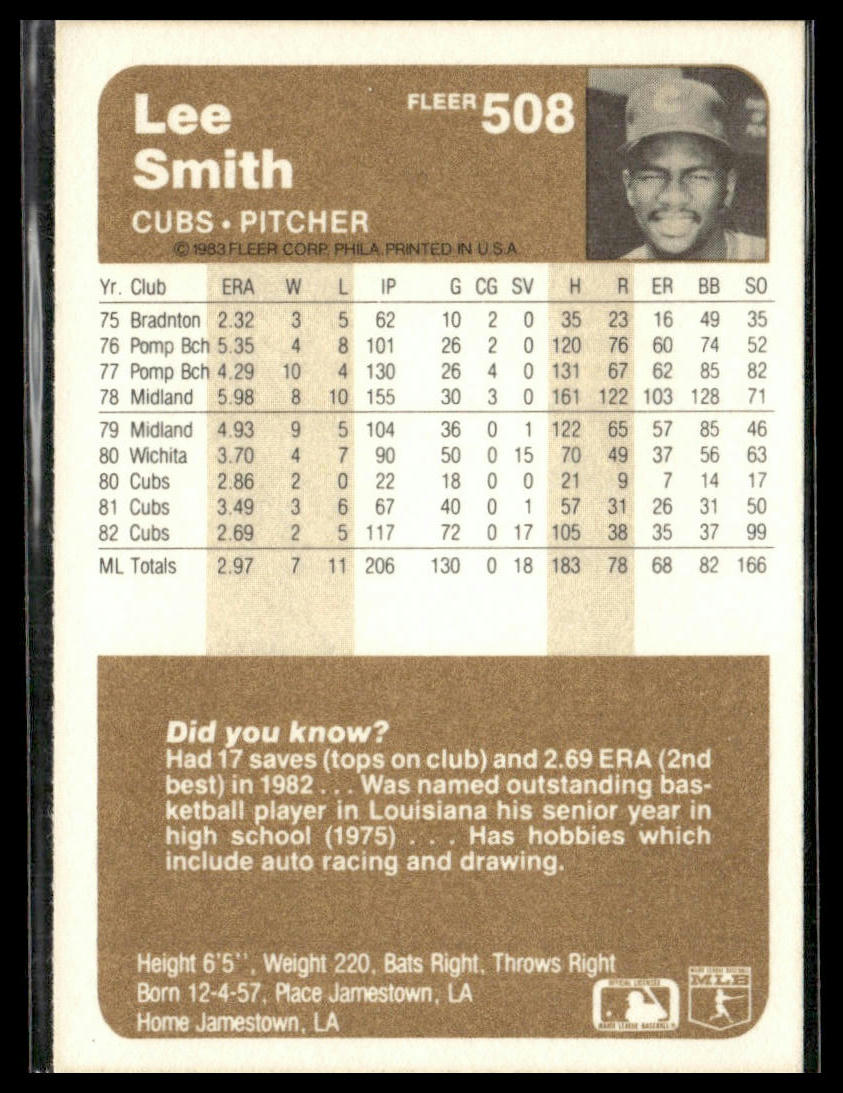 Lee
Smith
FLEER 508
CUBS • PITCHER
© 1983 FLEER CORP. PHILA. PRINTED IN U.S.A.
Yr. Club ERA W L IP G CG SV H R ER BB SO
75 Bradnton 2.32 3 5 62 10 2 0 35 23 16 49 35
76 Pomp Bch 5.35 4 8 101 26 2 0 120 76 60 74 52
77 Pomp Bch 4.29 10 4 130 26 4 0 131 67 62 85 82
78 Midland 5.98 8 10 155 30 3 0 161 122 103 128 71
79 Midland 4.93 9 5 104 36 0 1 122 65 57 85 46
80 Wichita 3.70 4 7 90 50 0 15 70 49 37 56 63
80 Cubs 2.86 2 0 22 18 0 0 21 9 7 14 17
81 Cubs 3.49 3 6 67 40 0 1 57 31 26 31 50
82 Cubs 2.69 2 5 117 72 0 17 105 38 35 37 99
ML Totals 2.97 7 11 206 130 0 18 183 78 68 82 166
Did you know?
Had 17 saves (tops on club) and 2.69 ERA (2nd
best) in 1982 . . . Was named outstanding bas-
ketball player in Louisiana his senior year in
high school (1975) . . . Has hobbies which
include auto racing and drawing.
Height 6'5'', Weight 220, Bats Right, Throws Right
Born 12-4-57, Place Jamestown, LA
Home Jamestown, LA
OFFICIAL LICENSEE
MAJOR LEAGUE BASEBALL
MAJOR LEAGUE BASEBALL
MLB